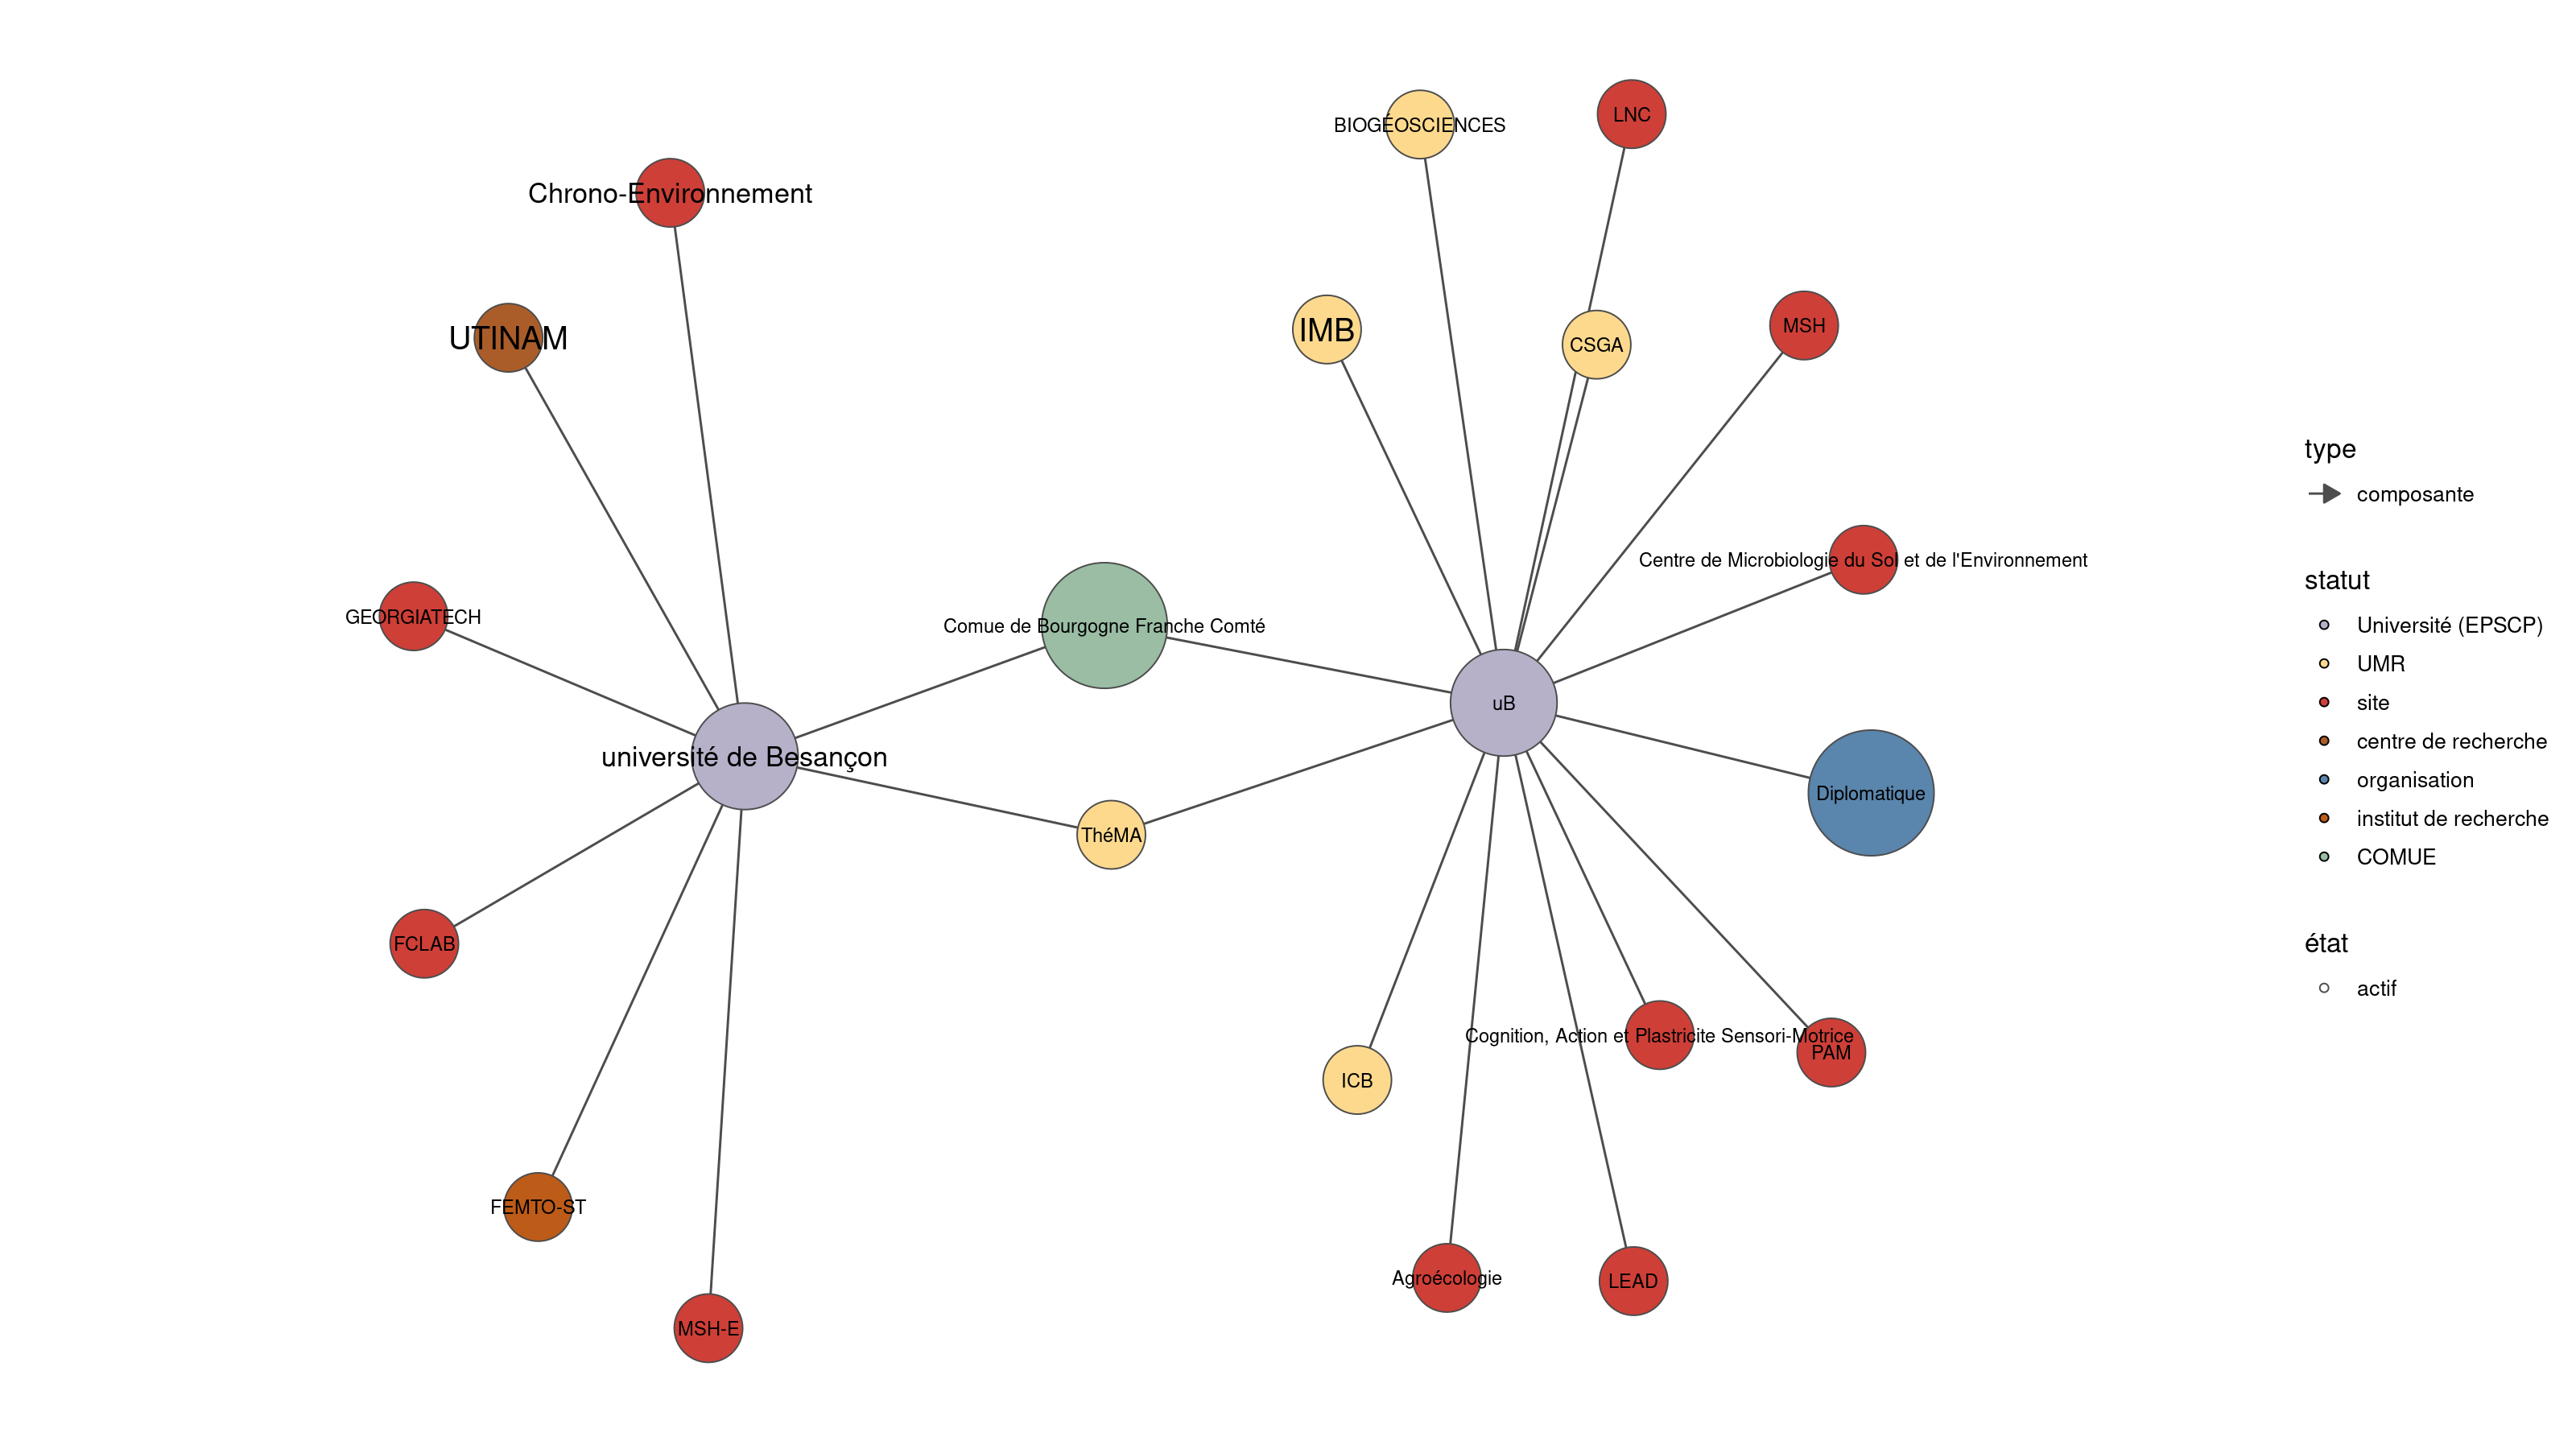 LNC
BIOGÉOSCIENCES
Chrono-Environnement
MSH
IMB
UTINAM
CSGA
type
composante
Centre de Microbiologie du Sol et de l'Environnement
statut
GEORGIATECH
Comue de Bourgogne Franche Comté
Université (EPSCP)
UMR
uB
site
centre de recherche
université de Besançon
organisation
Diplomatique
institut de recherche
ThéMA
COMUE
état
FCLAB
actif
Cognition, Action et Plastricite Sensori-Motrice
PAM
ICB
FEMTO-ST
Agroécologie
LEAD
MSH-E